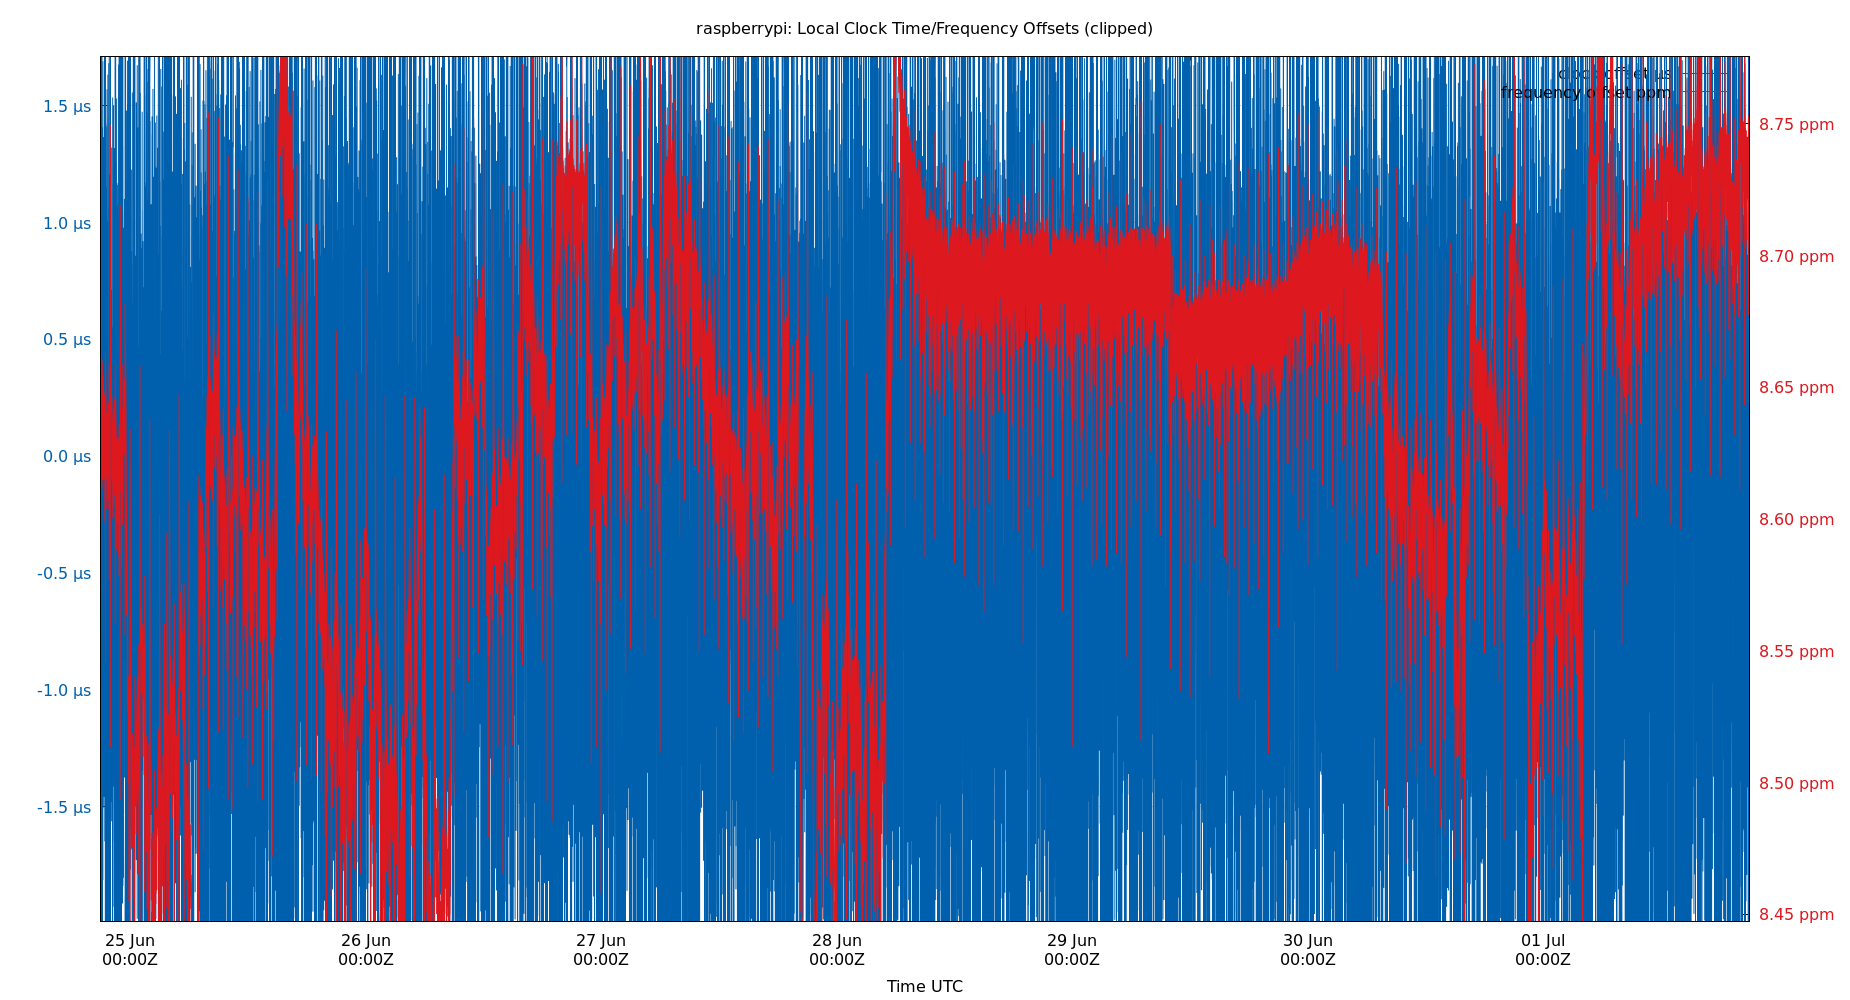 raspberrypi: Local Clock Time/Frequency Offsets (clipped)
clock offset µs
frequency offset ppm
1.5 µs
1.0 µs
0.5 µs
0.0 µs
-0.5 µs
-1.0 µs
-1.5 µs
8.75 ppm
8.70 ppm
8.65 ppm
8.60 ppm
8.55 ppm
8.50 ppm
8.45 ppm
25 Jun
00:00Z
26 Jun
00:00Z
27 Jun
00:00Z
28 Jun
00:00Z
29 Jun
00:00Z
30 Jun
00:00Z
01 Jul
00:00Z
Time UTC